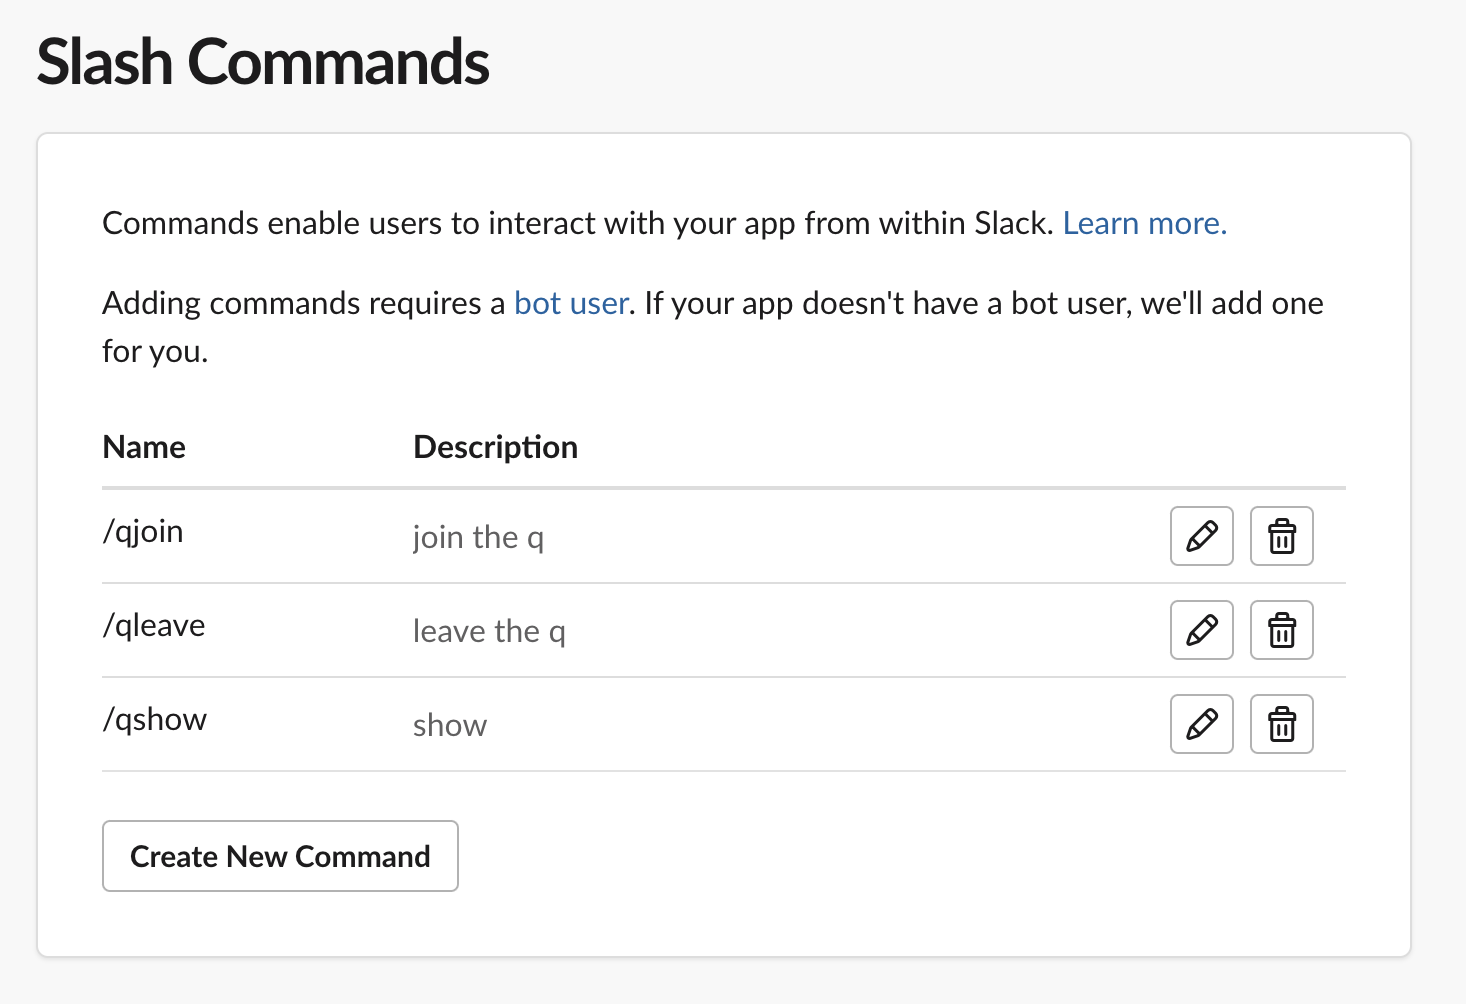 Slash Commands
Commands enable users to interact with your app from within Slack. Learn more.
Adding commands requires a bot user. If your app doesn't have a bot user, we'll add one
for you.
Name Description
/qjoin join the q
/qleave leave the q
/qshow show
Create New Command